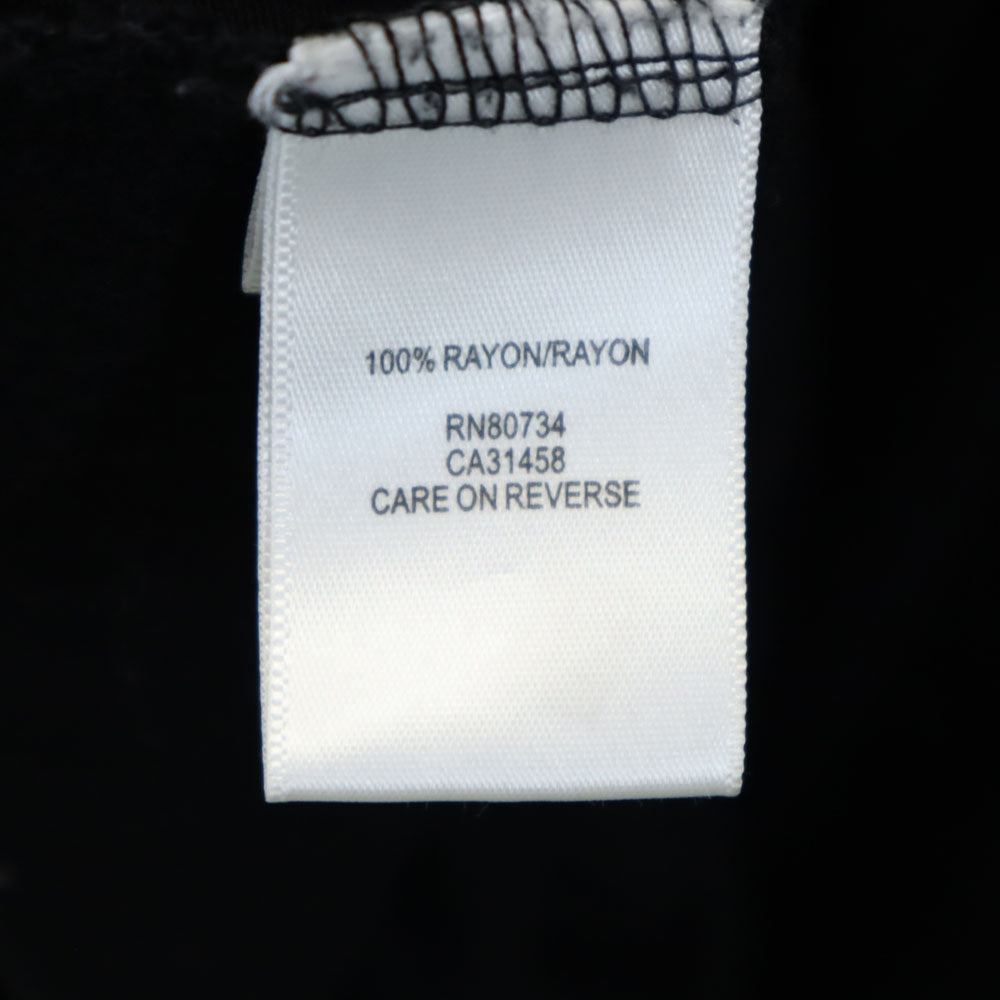 100% RAYON/RAYON
RN80734
CA31458
CARE ON REVERSE